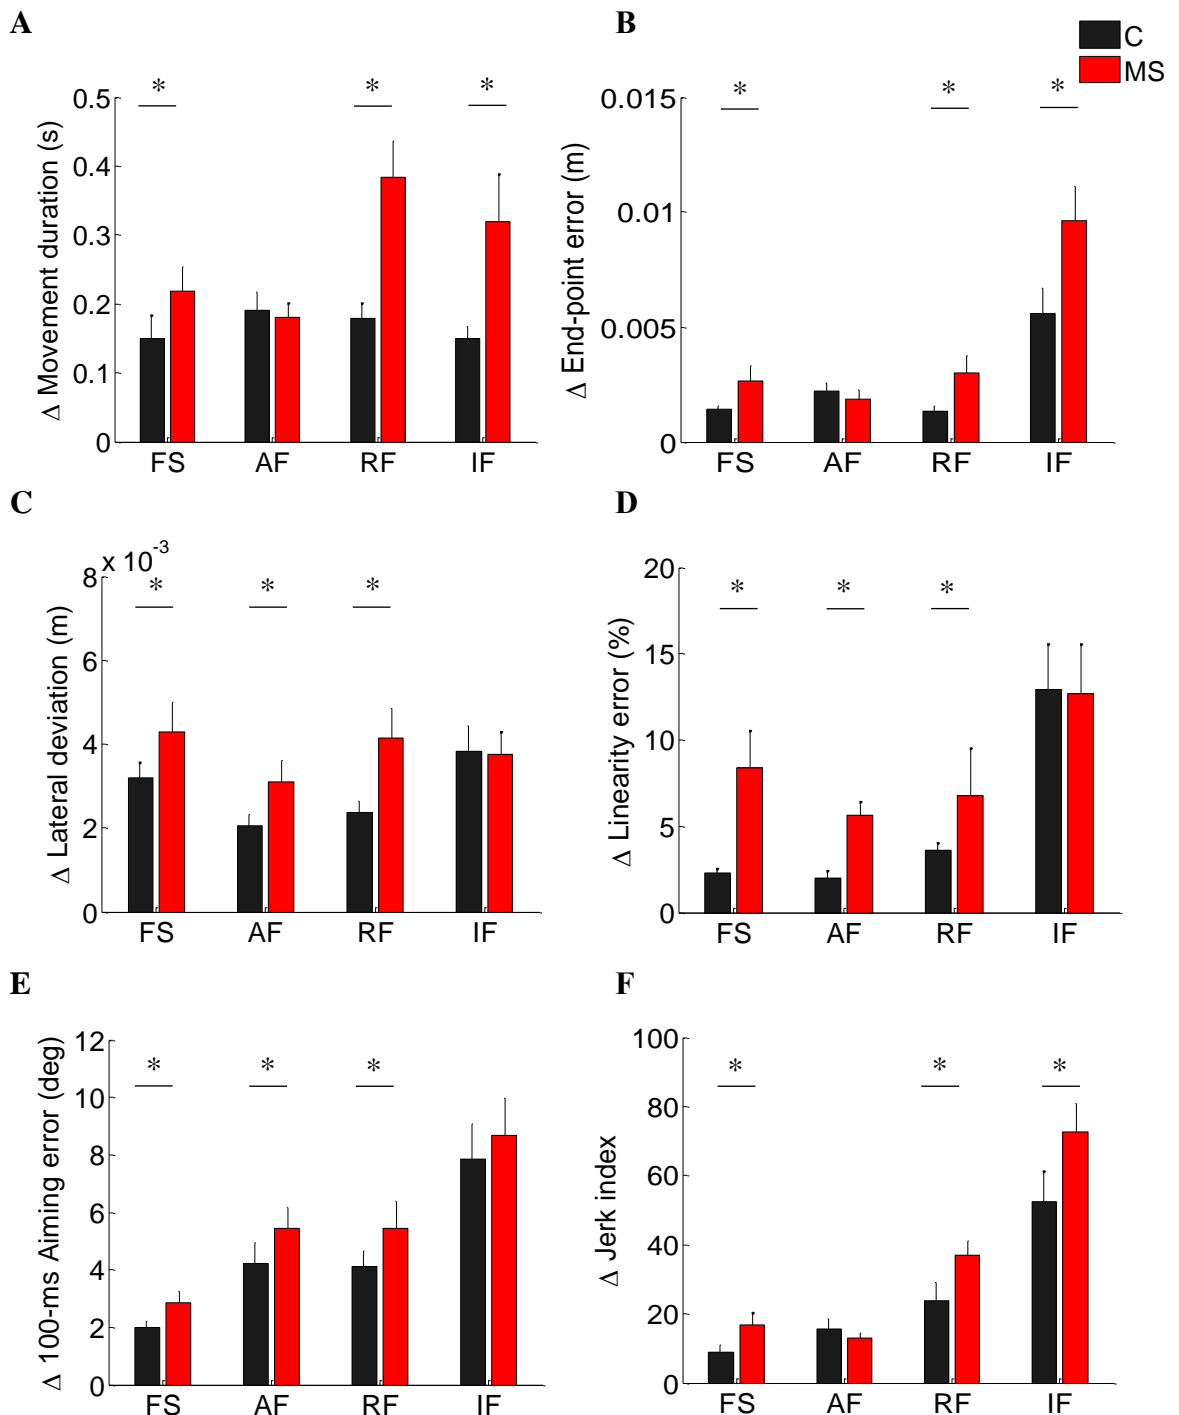 A
B
C
MS
* * *
* * *
Δ Movement duration (s)
0.5
0.4
0.3
0.2
0.1
0
FS AF RF IF
Δ End-point error (m)
0.015
0.01
0.005
0
FS AF RF IF
C
D
x 10-3
* * *
* * *
Δ Lateral deviation (m)
8
6
4
2
0
FS AF RF IF
Δ Linearity error (%)
20
15
10
5
0
FS AF RF IF
E
F
* * *
* * *
Δ 100-ms Aiming error (deg)
12
10
8
6
4
2
0
FS AF RF IF
Δ Jerk index
100
80
60
40
20
0
FS AF RF IF